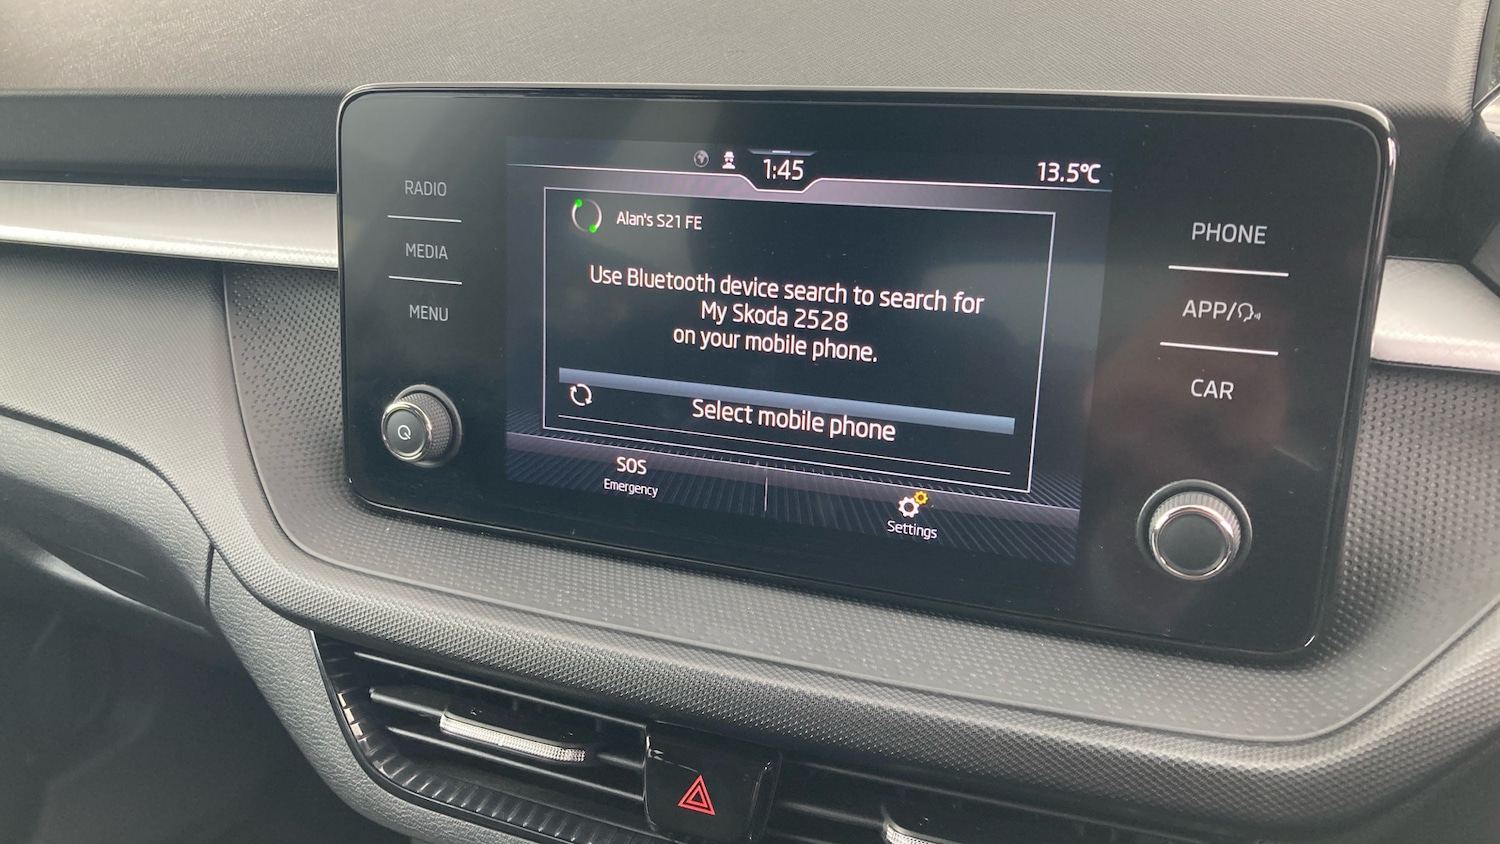 RADIO
MEDIA
MENU
1:45
13.5°C
Alan's S21 FE
Use Bluetooth device search to search for
My Skoda 2528
on your mobile phone.
Select mobile phone
SOS
Emergency
Settings
PHONE
APP/
CAR